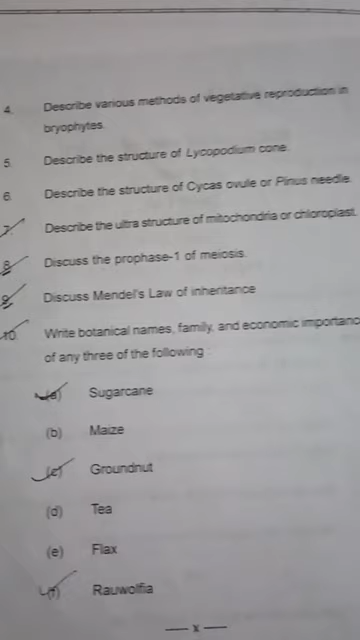 4. Describe various methods of vegetative reproduction in
bryophytes.
5. Describe the structure of Lycopodium cone.
6. Describe the structure of Cycas ovule or Pinus needle.
7. Describe the ultra structure of mitochondria or chloroplast.
8. Discuss the prophase-1 of meiosis.
9. Discuss Mendel's Law of inheritance
10. Write botanical names, family, and economic importanc
of any three of the following :
(a) Sugarcane
(b) Maize
(c) Groundnut
(d) Tea
(e) Flax
(f) Rauwolfia
— x —